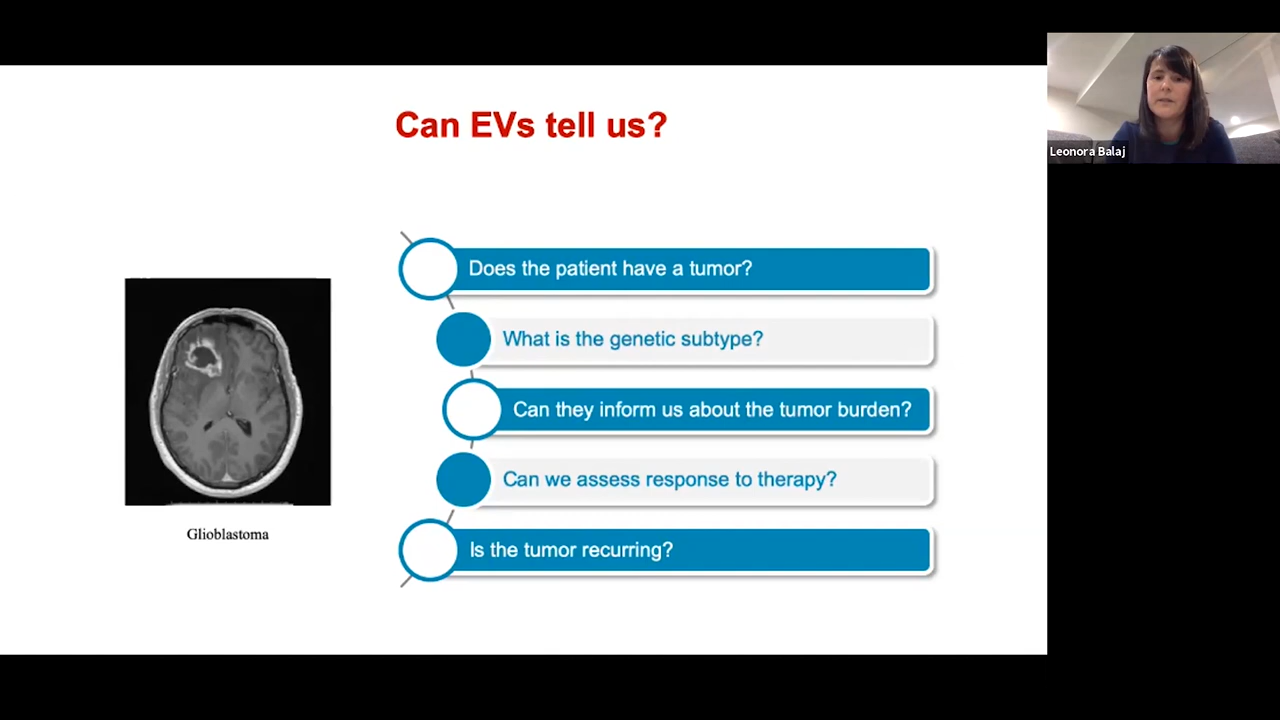 Can EVs tell us?
Leonora Balaj
Does the patient have a tumor?
What is the genetic subtype?
Can they inform us about the tumor burden?
Can we assess response to therapy?
Is the tumor recurring?
Glioblastoma